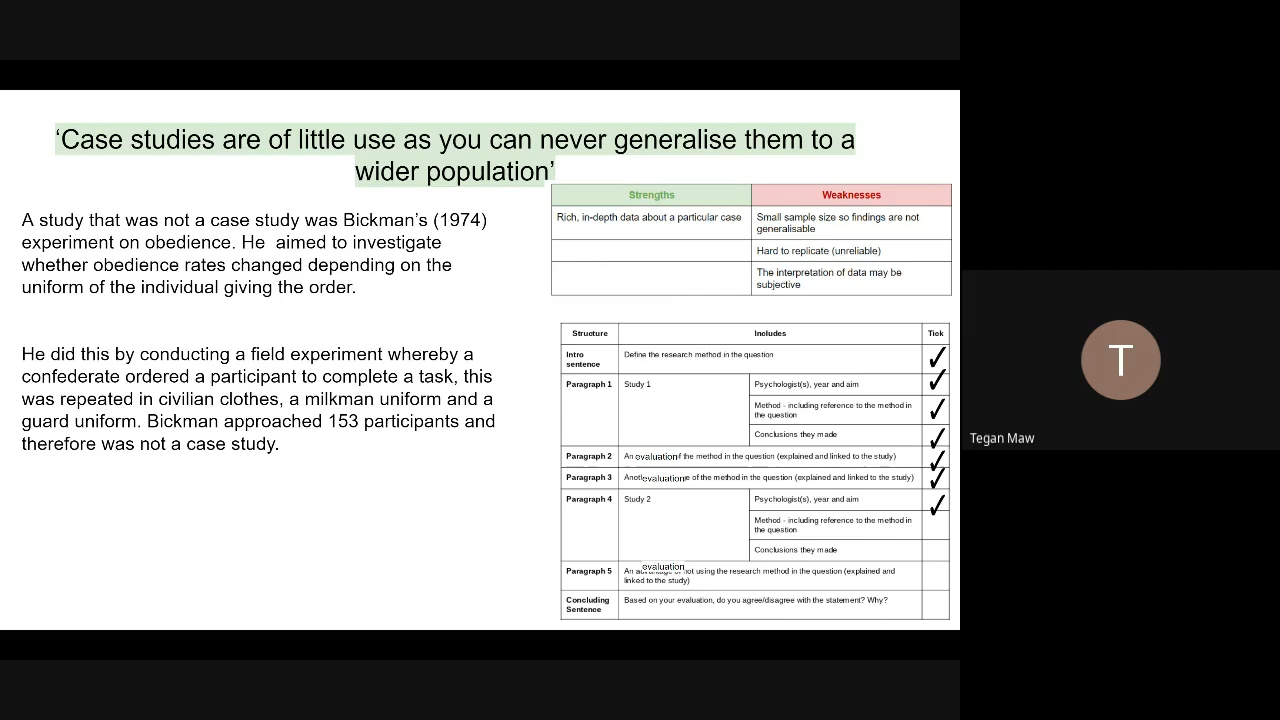 ‘Case studies are of little use as you can never generalise them to a
wider population’
A study that was not a case study was Bickman’s (1974)
experiment on obedience. He  aimed to investigate
whether obedience rates changed depending on the
uniform of the individual giving the order.
He did this by conducting a field experiment whereby a
confederate ordered a participant to complete a task, this
was repeated in civilian clothes, a milkman uniform and a
guard uniform. Bickman approached 153 participants and
therefore was not a case study.
Strengths Weaknesses
Rich, in-depth data about a particular case Small sample size so findings are not
generalisable
Hard to replicate (unreliable)
The interpretation of data may be
subjective
Structure Includes Tick
Intro Define the research method in the question ✓
sentence
Paragraph 1 Study 1 Psychologist(s), year and aim ✓
Method - including reference to the method in ✓
the question
Conclusions they made ✓
Paragraph 2 An evaluation of the method in the question (explained and linked to the study) ✓
Paragraph 3 evaluation of the method in the question (explained and linked to the study) ✓
Paragraph 4 Study 2 Psychologist(s), year and aim ✓
Method - including reference to the method in
the question
Conclusions they made
evaluation
Paragraph 5 An not using the research method in the question (explained and
linked to the study)
Concluding Based on your evaluation, do you agree/disagree with the statement? Why?
Sentence
T
Tegan Maw